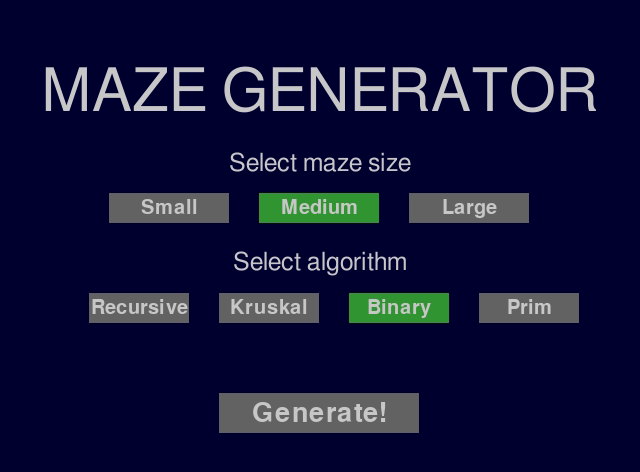 MAZE GENERATOR
Select maze size
Small Medium Large
Select algorithm
Recursive Kruskal Binary Prim
Generate!